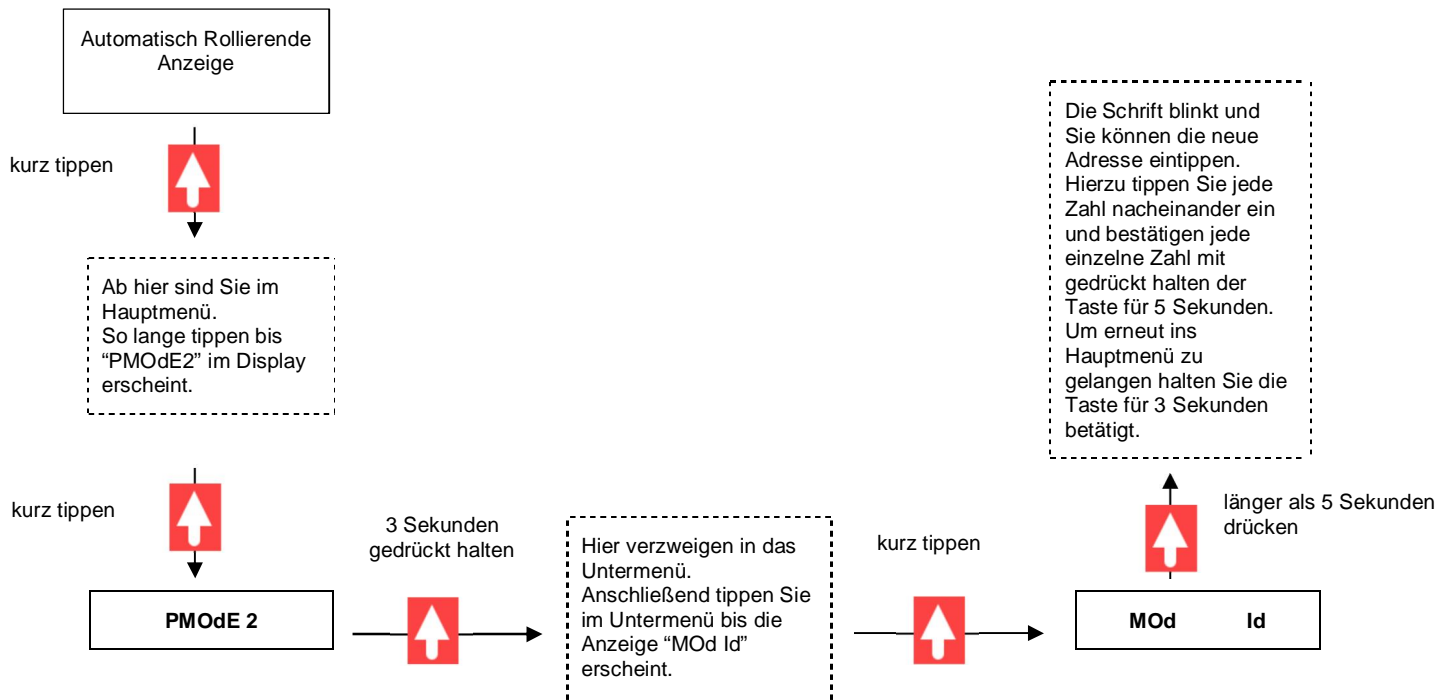 Automatisch Rollierende
Anzeige
kurz tippen
Ab hier sind Sie im
Hauptmenü.
So lange tippen bis
“PMOdE2” im Display
erscheint.
kurz tippen
PMOdE 2
3 Sekunden
gedrückt halten
Hier verzweigen in das
Untermenü.
Anschließend tippen Sie
im Untermenü bis die
Anzeige “MOd Id”
erscheint.
kurz tippen
MOd Id
länger als 5 Sekunden
drücken
Die Schrift blinkt und
Sie können die neue
Adresse eintippen.
Hierzu tippen Sie jede
Zahl nacheinander ein
und bestätigen jede
einzelne Zahl mit
gedrückt halten der
Taste für 5 Sekunden.
Um erneut ins
Hauptmenü zu
gelangen halten Sie die
Taste für 3 Sekunden
betätigt.